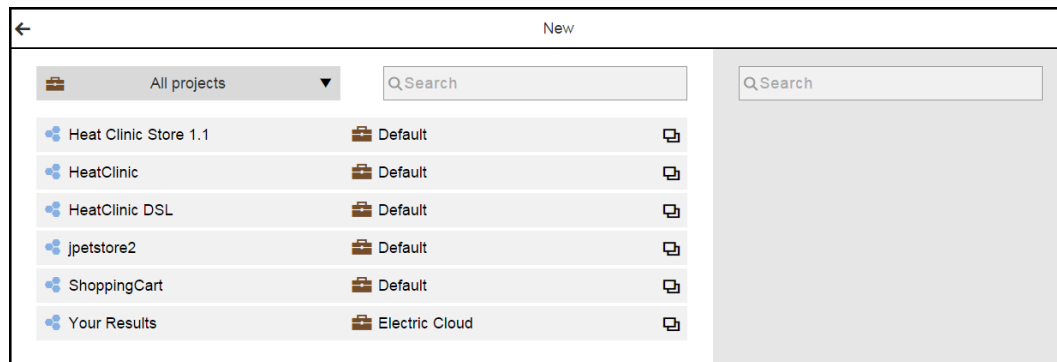 New
All projects Search Search
Heat Clinic Store 1.1 Default
HeatClinic Default
HeatClinic DSL Default
jpetstore2 Default
ShoppingCart Default
Your Results Electric Cloud